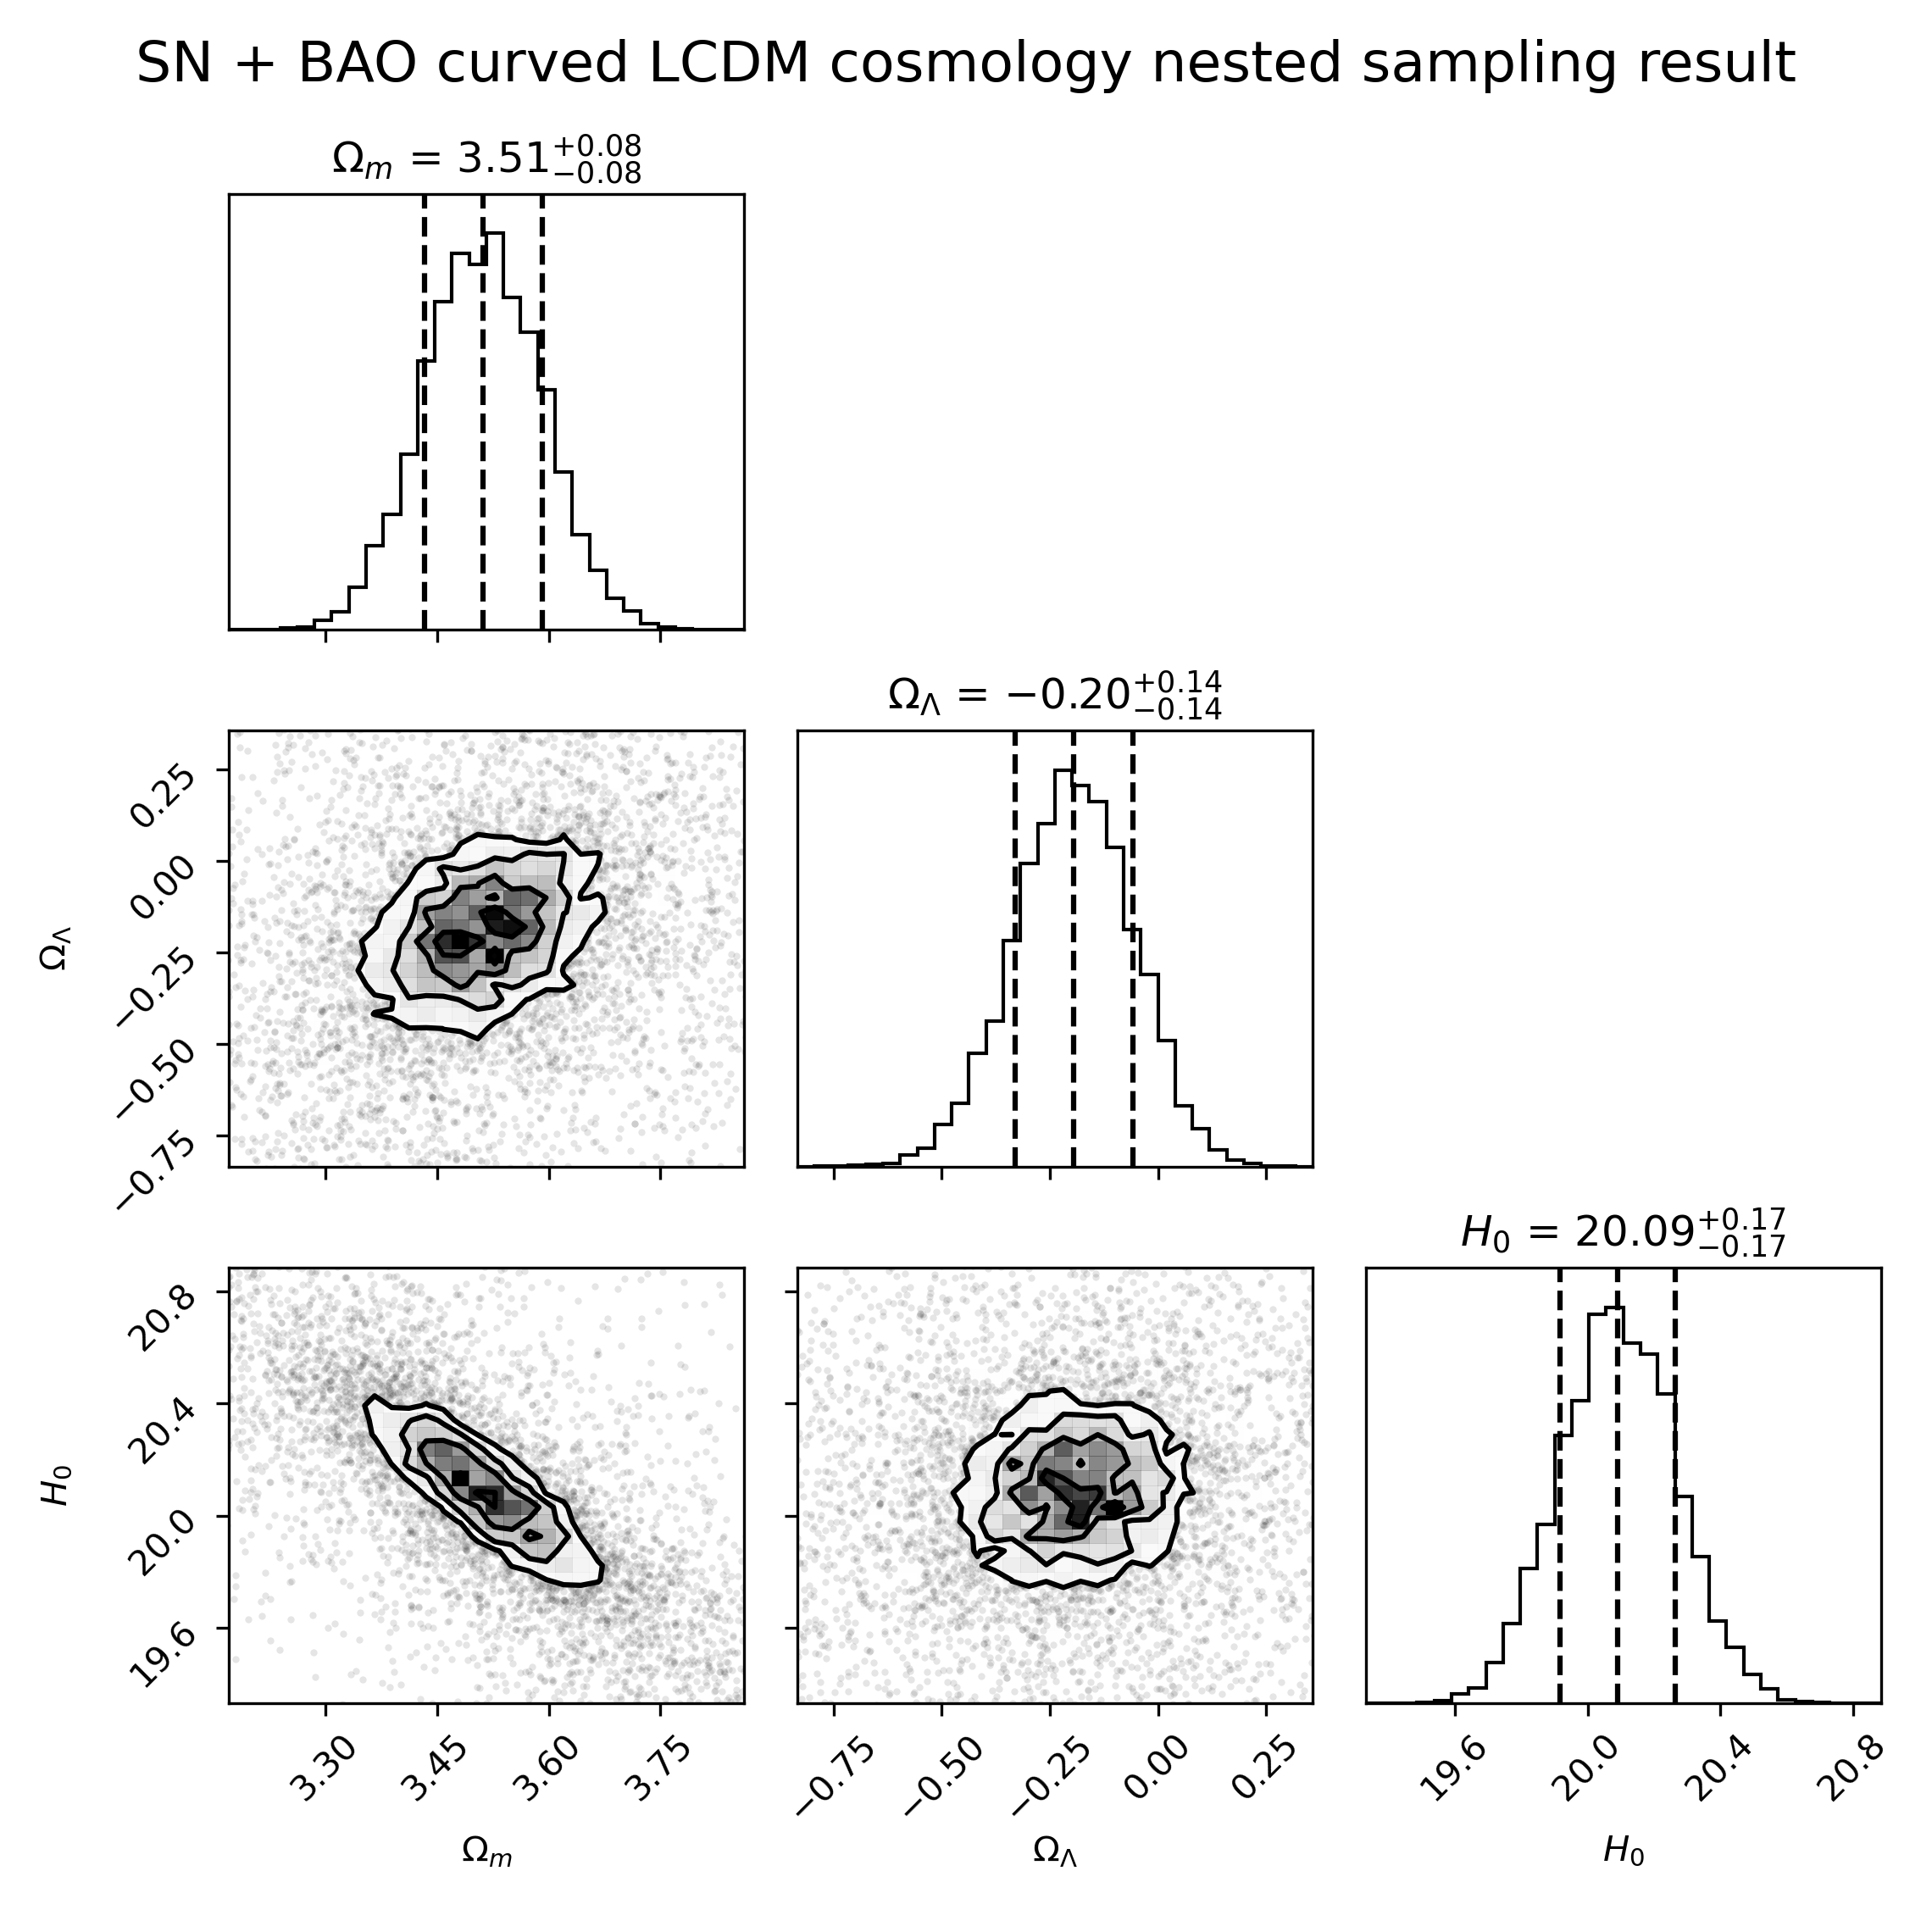 SN + BAO curved LCDM cosmology nested sampling result
Ωₘ = 3.51+0.08 −0.08
Ω_Λ = −0.20+0.14 −0.14
0.25
0.00
−0.25
−0.50
−0.75
Ω_Λ
H₀ = 20.09+0.17 −0.17
20.8
20.4
20.0
19.6
H₀
3.30 3.45 3.60 3.75
−0.75 −0.50 −0.25 0.00 0.25
19.6 20.0 20.4 20.8
Ωₘ
Ω_Λ
H₀